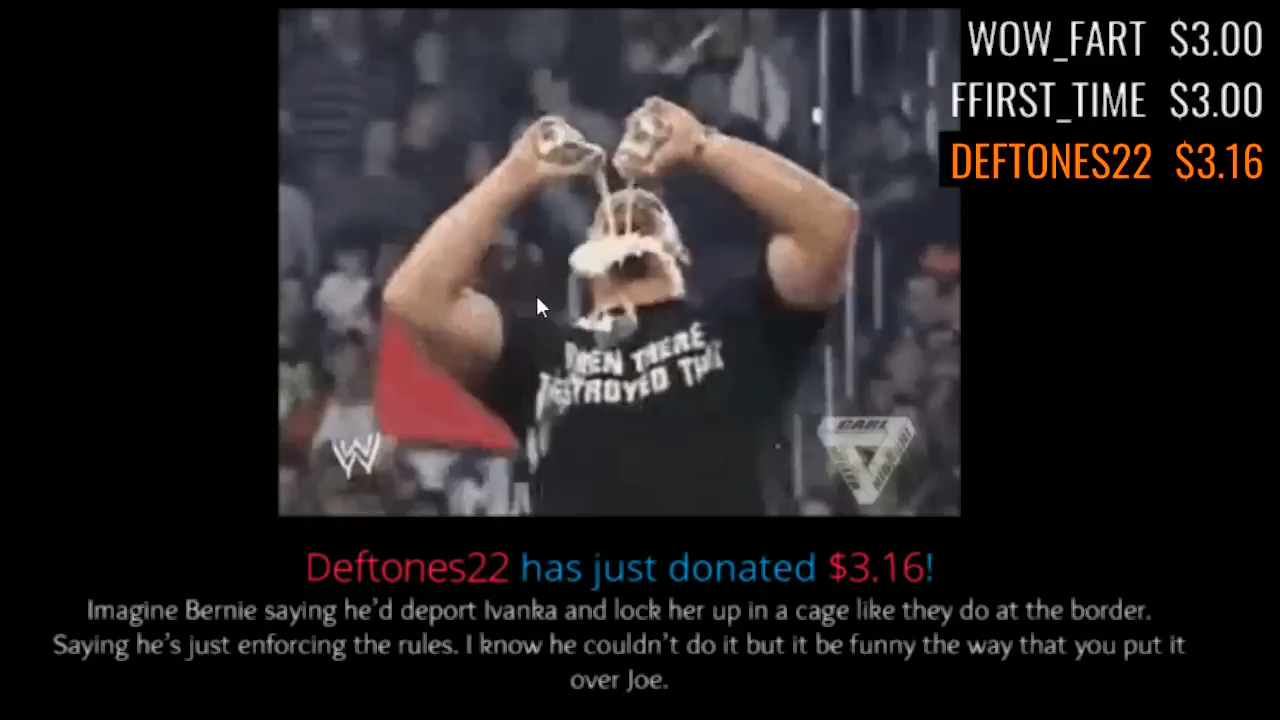 WOW_FART $3.00
FFIRST_TIME $3.00
DEFTONES22 $3.16
THERE
W
Deftones22 has just donated $3.16!
Imagine Bernie saying he'd deport Ivanka and lock her up in a cage like they do at the border.
Saying he's just enforcing the rules. I know he couldn't do it but it be funny the way that you put it
over Joe.